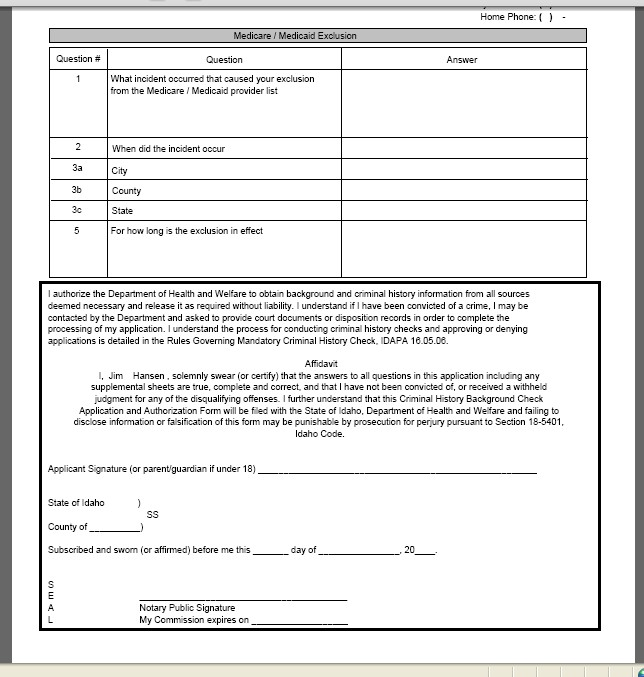 Home Phone: ( ) -
Medicare / Medicaid Exclusion
Question # Question Answer
1 What incident occurred that caused your exclusion
from the Medicare / Medicaid provider list
2 When did the incident occur
3a City
3b County
3c State
5 For how long is the exclusion in effect
I authorize the Department of Health and Welfare to obtain background and criminal history information from all sources
deemed necessary and release it as required without liability. I understand if I have been convicted of a crime, I may be
contacted by the Department and asked to provide court documents or disposition records in order to complete the
processing of my application. I understand the process for conducting criminal history checks and approving or denying
applications is detailed in the Rules Governing Mandatory Criminal History Check, IDAPA 16.05.06.
Affidavit
I, Jim Hansen , solemnly swear (or certify) that the answers to all questions in this application including any
supplemental sheets are true, complete and correct, and that I have not been convicted of, or received a withheld
judgment for any of the disqualifying offenses. I further understand that this Criminal History Background Check
Application and Authorization Form will be filed with the State of Idaho, Department of Health and Welfare and failing to
disclose information or falsification of this form may be punishable by prosecution for perjury pursuant to Section 18-5401,
Idaho Code.
Applicant Signature (or parent/guardian if under 18) ____________________
State of Idaho )
SS
County of __________)
Subscribed and sworn (or affirmed) before me this ______ day of ______________, 20____.
S
E
A Notary Public Signature
L My Commission expires on ________________